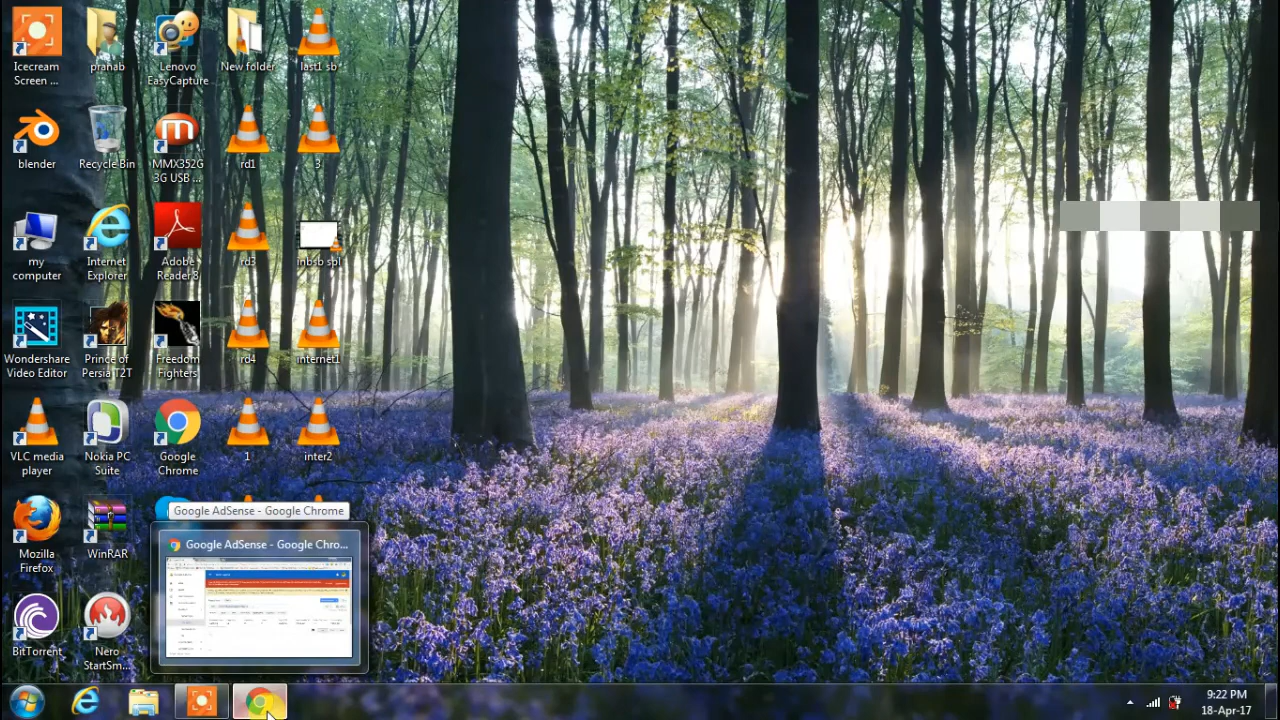 Icecream
Screen ...
pranab
Lenovo
EasyCapture
New folder
last1 sb
blender
Recycle Bin
MMX352G
3G USB ...
rd1
3
my
computer
Internet
Explorer
Adobe
Reader 8
rd3
inbsb spl
Wondershare
Video Editor
Prince of
Persia T2T
Freedom
Fighters
rd4
internet1
VLC media
player
Nokia PC
Suite
Google
Chrome
1
inter2
Mozilla
Firefox
WinRAR
Google AdSense - Google Chrome
Google AdSense - Google Chro...
BitTorrent
Nero
StartSm...
9:22 PM
18-Apr-17